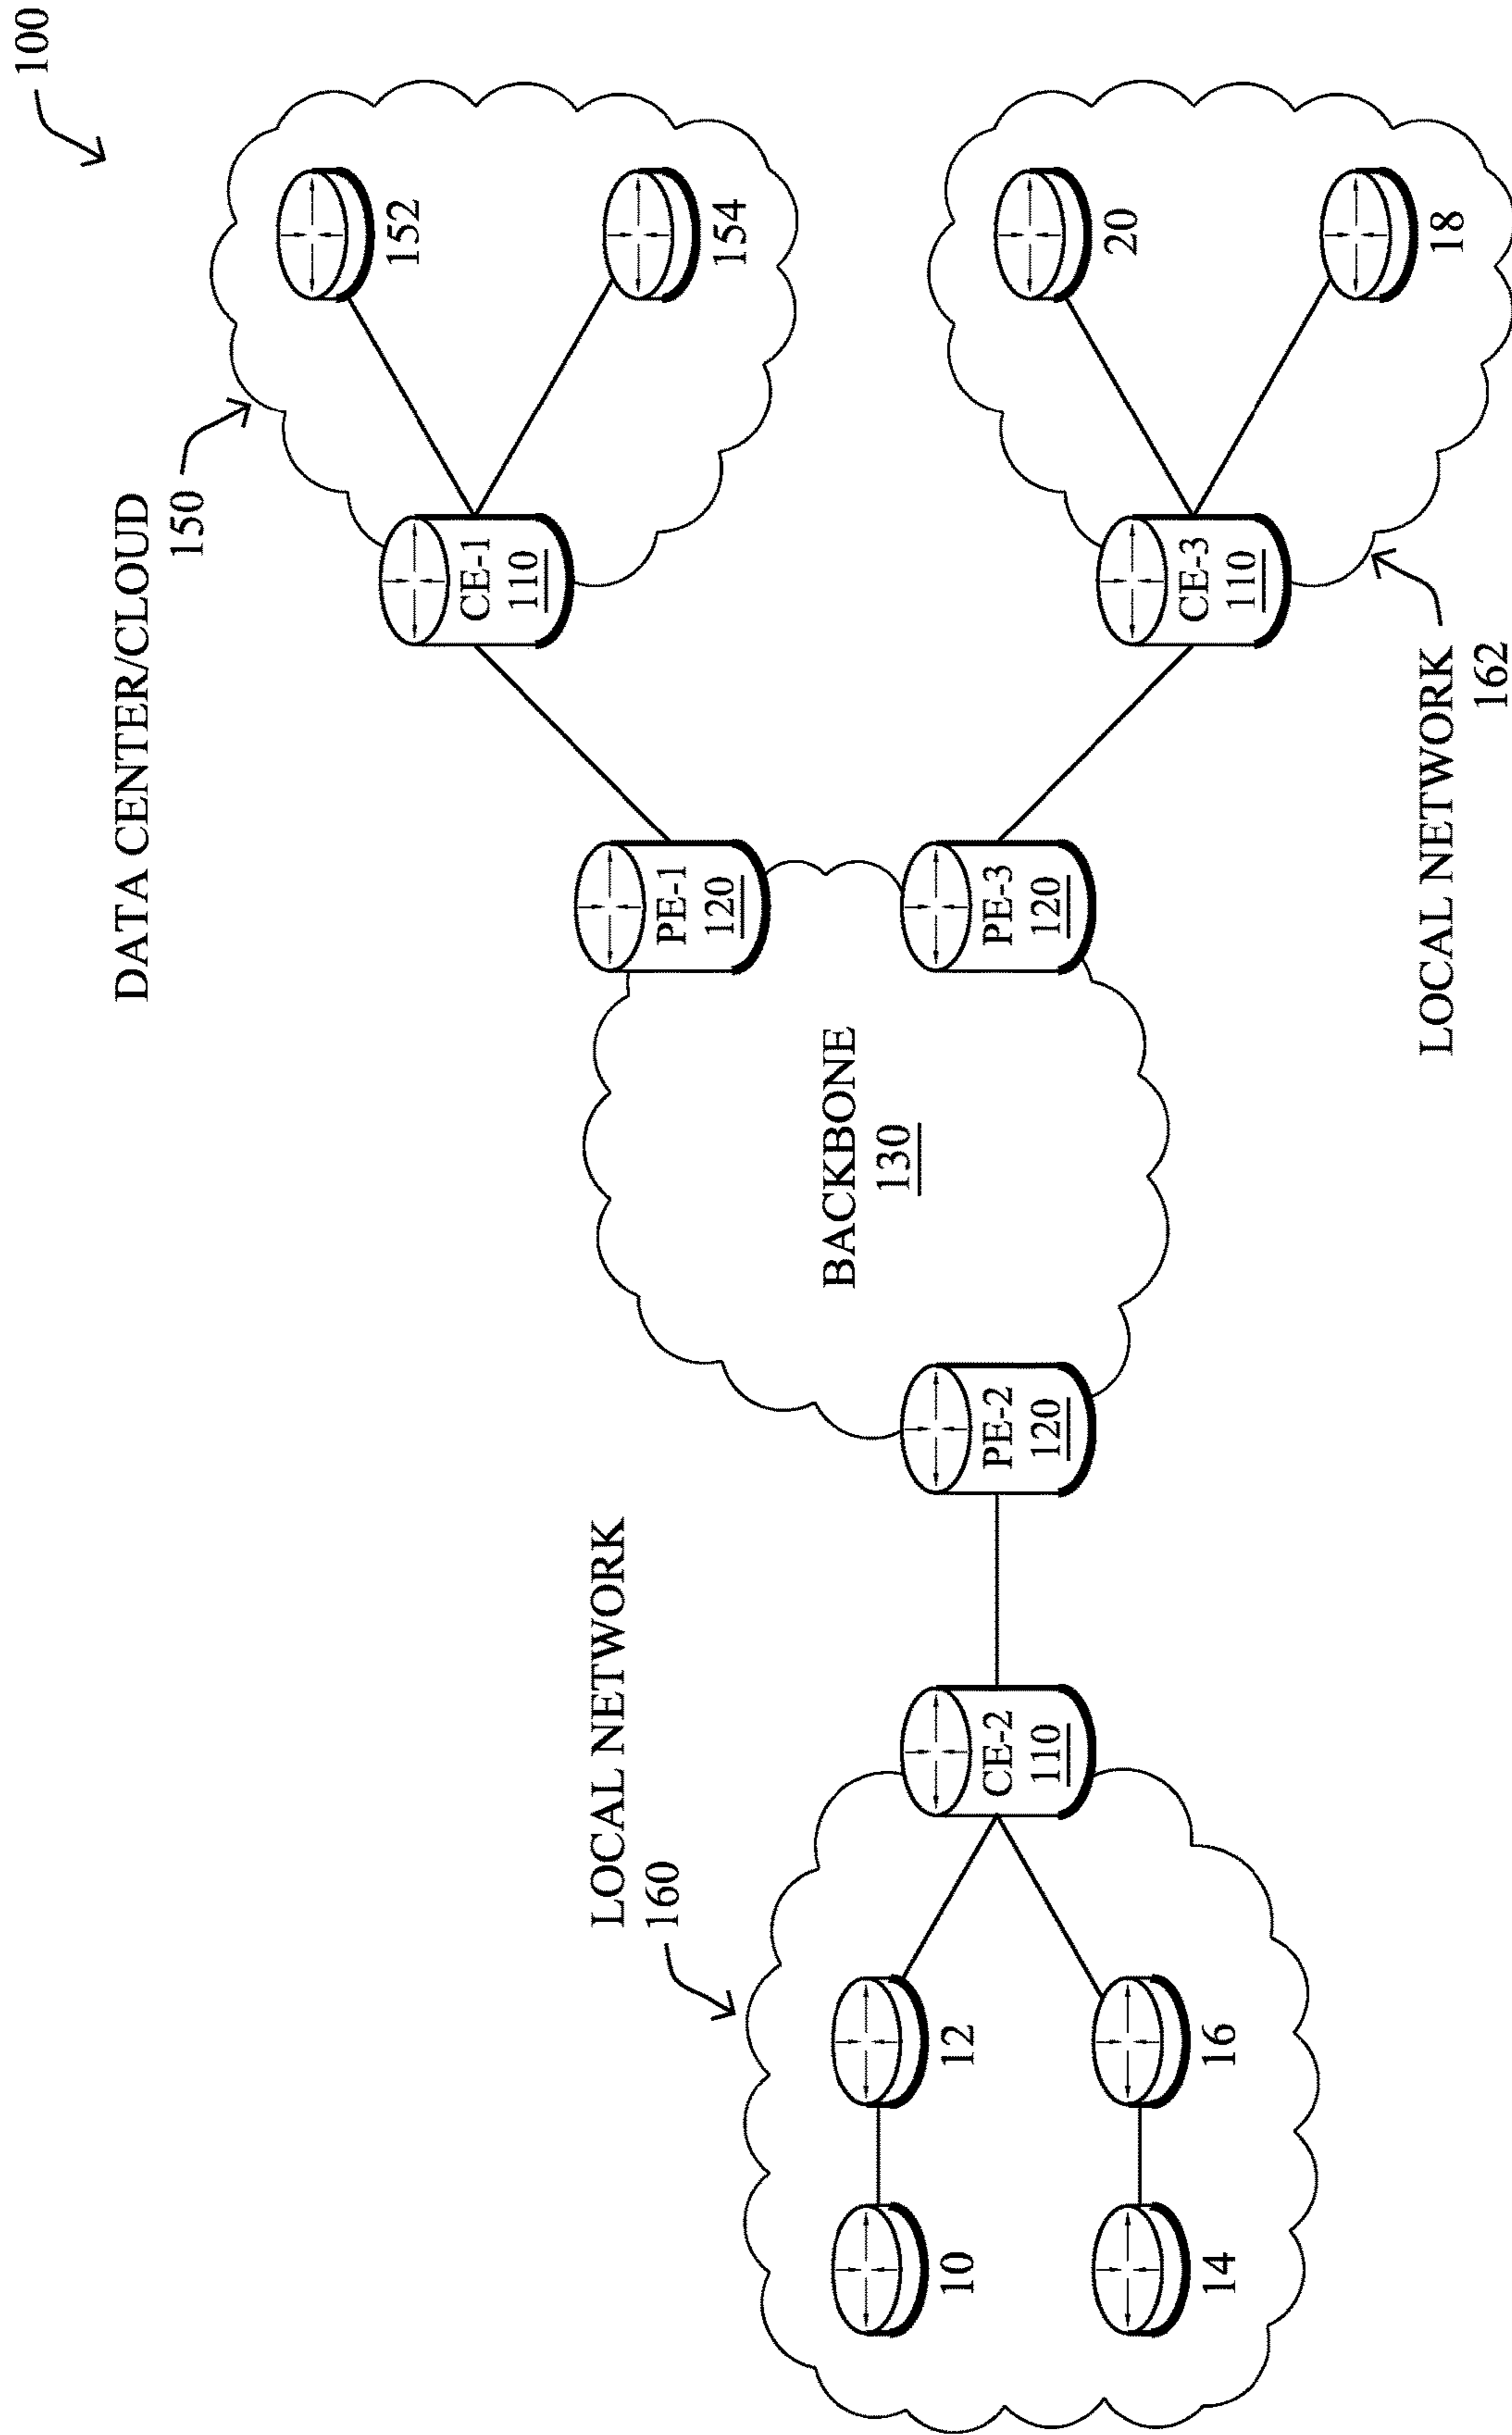 100
DATA CENTER/CLOUD
150
152
154
CE-1
110
PE-1
120
LOCAL NETWORK
160
BACKBONE
130
10
12
14
16
CE-2
110
PE-2
120
PE-3
120
CE-3
110
20
18
LOCAL NETWORK
162